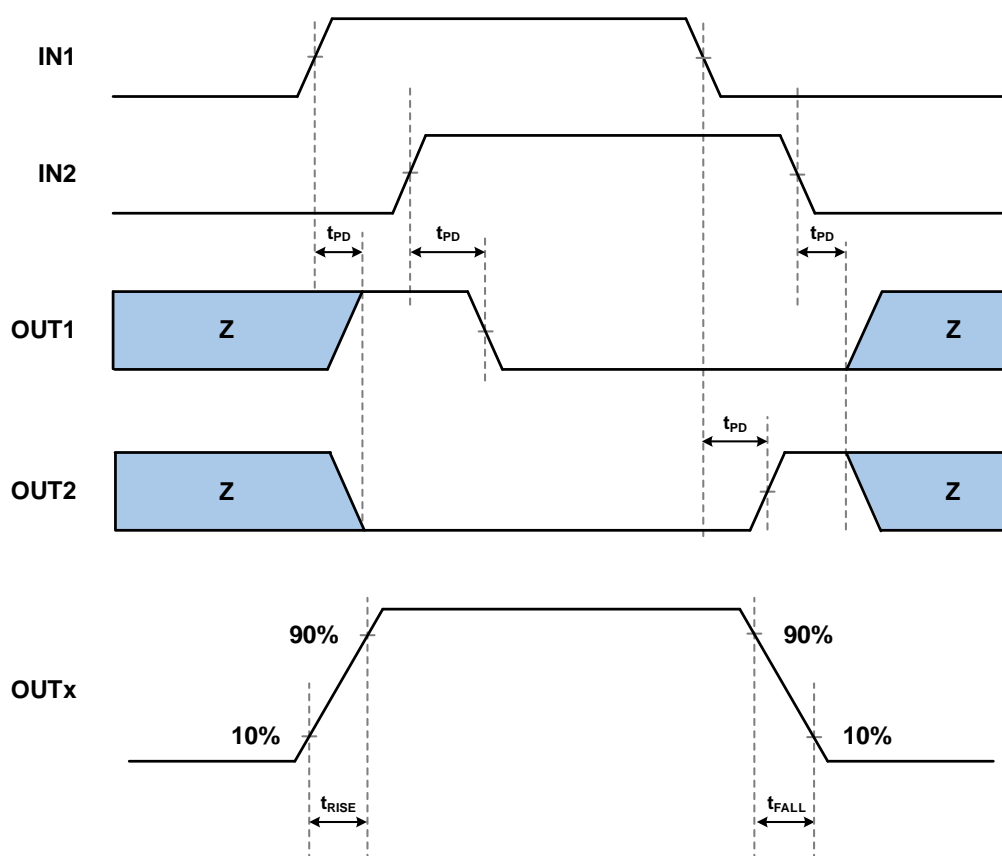 IN1
IN2
tPD
tPD
tPD
OUT1
Z
Z
tPD
OUT2
Z
Z
90%
90%
OUTx
10%
10%
tRISE
tFALL